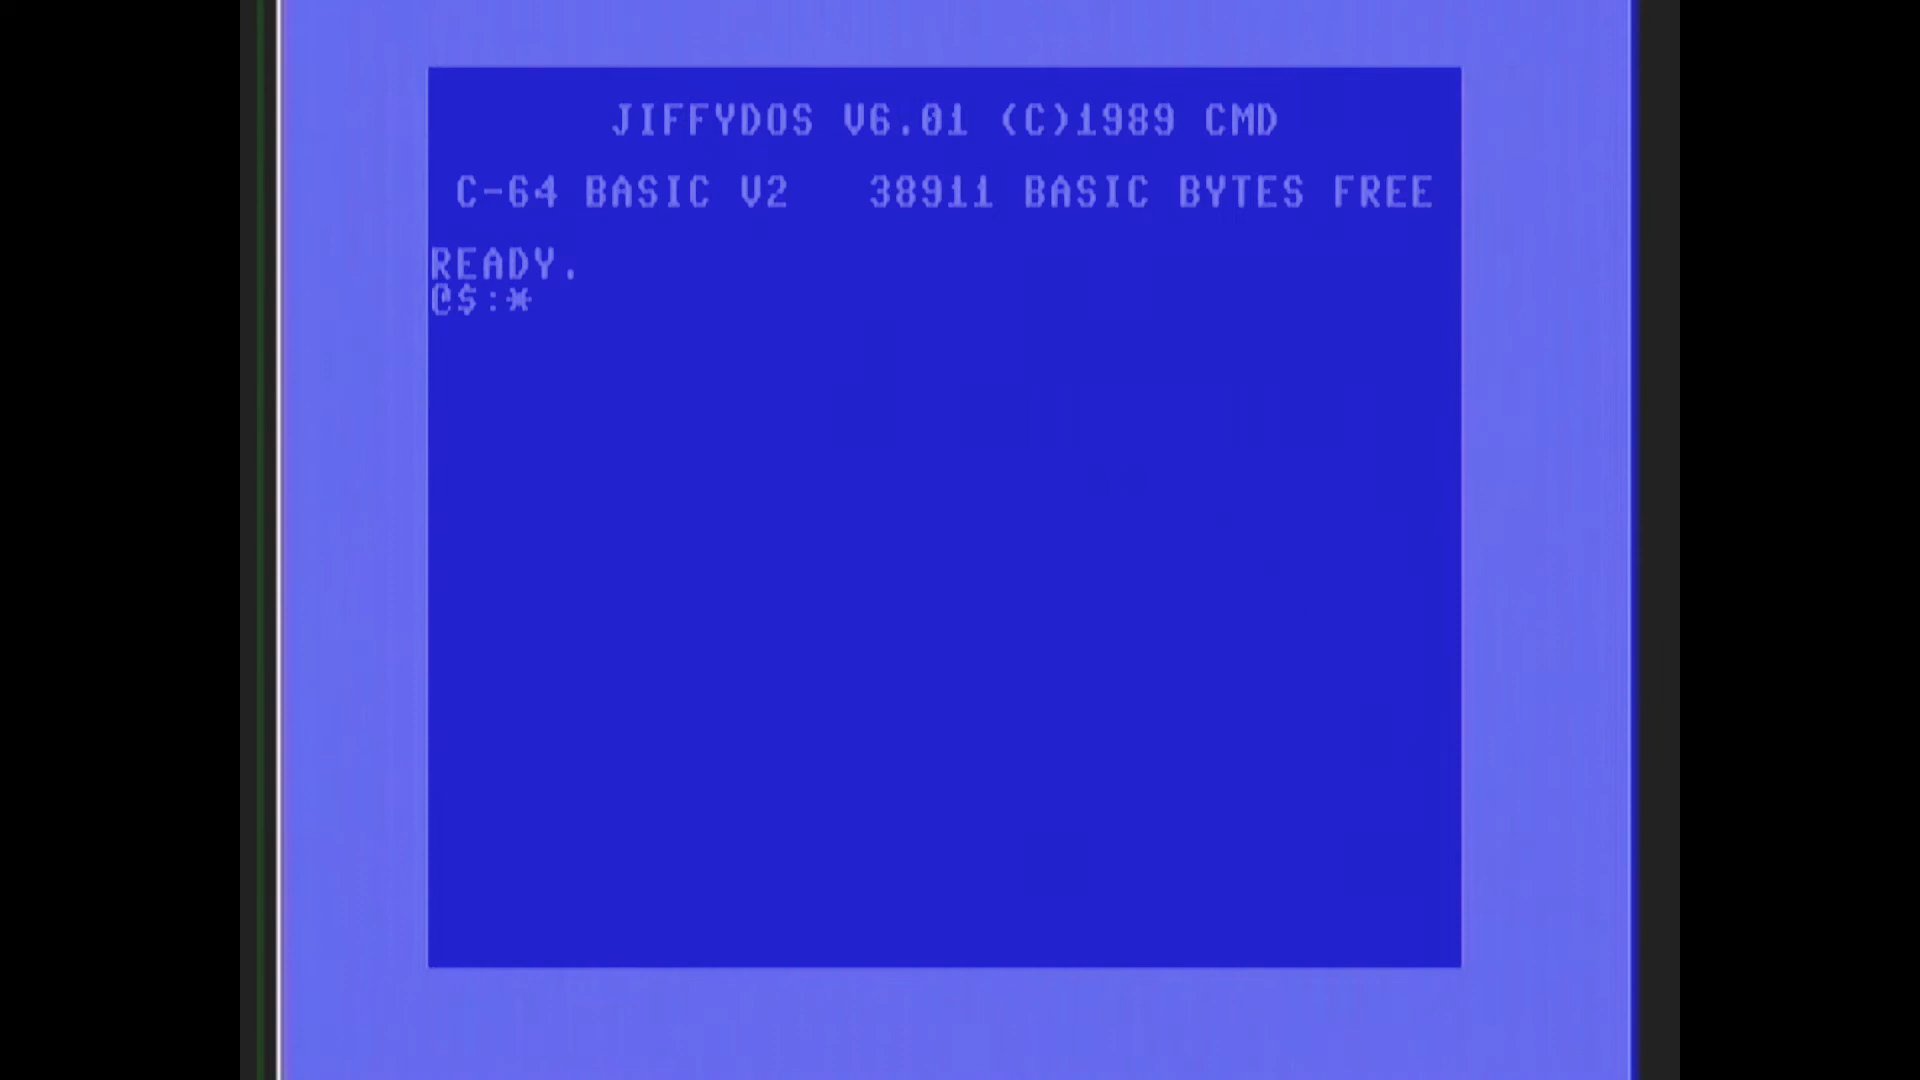 JIFFYDOS V6.01 (C)1989 CMD
C-64 BASIC V2   38911 BASIC BYTES FREE
READY.
@$:*